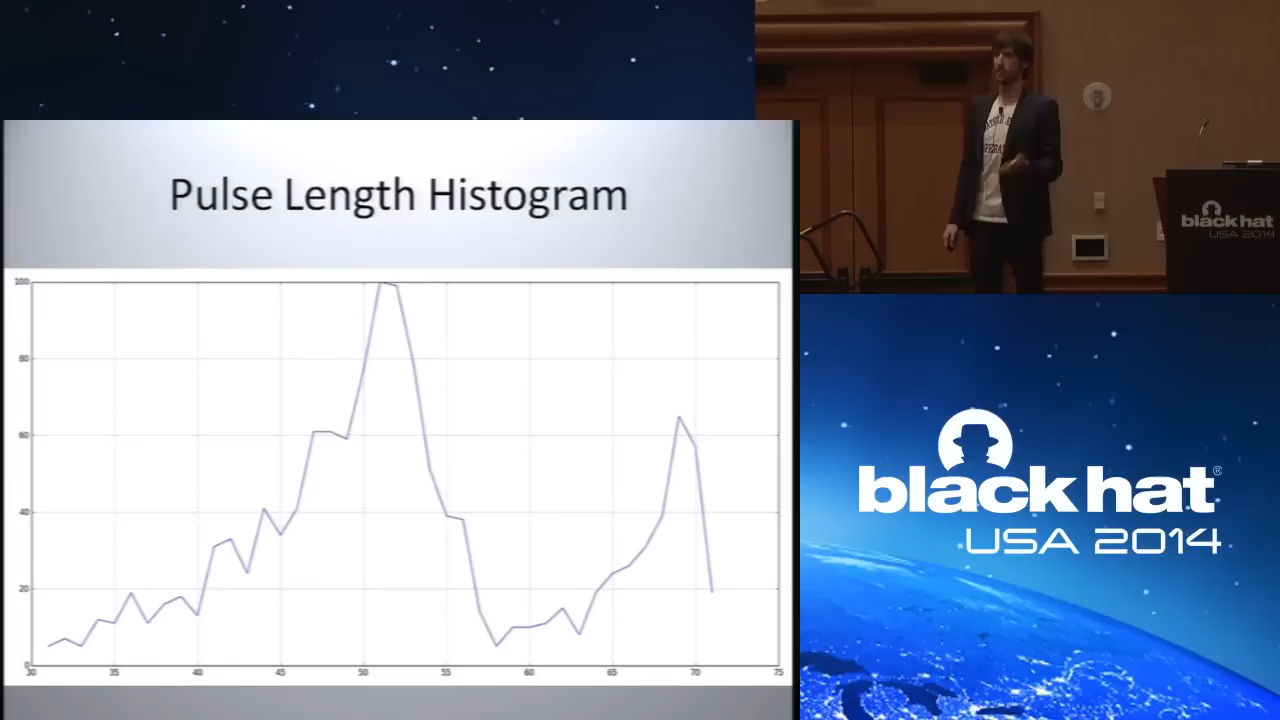 Pulse Length Histogram
100
80
60
40
20
0
30 35 40 45 50 55 60 65 70 75
black hat
USA 2014
black hat®
USA 2014